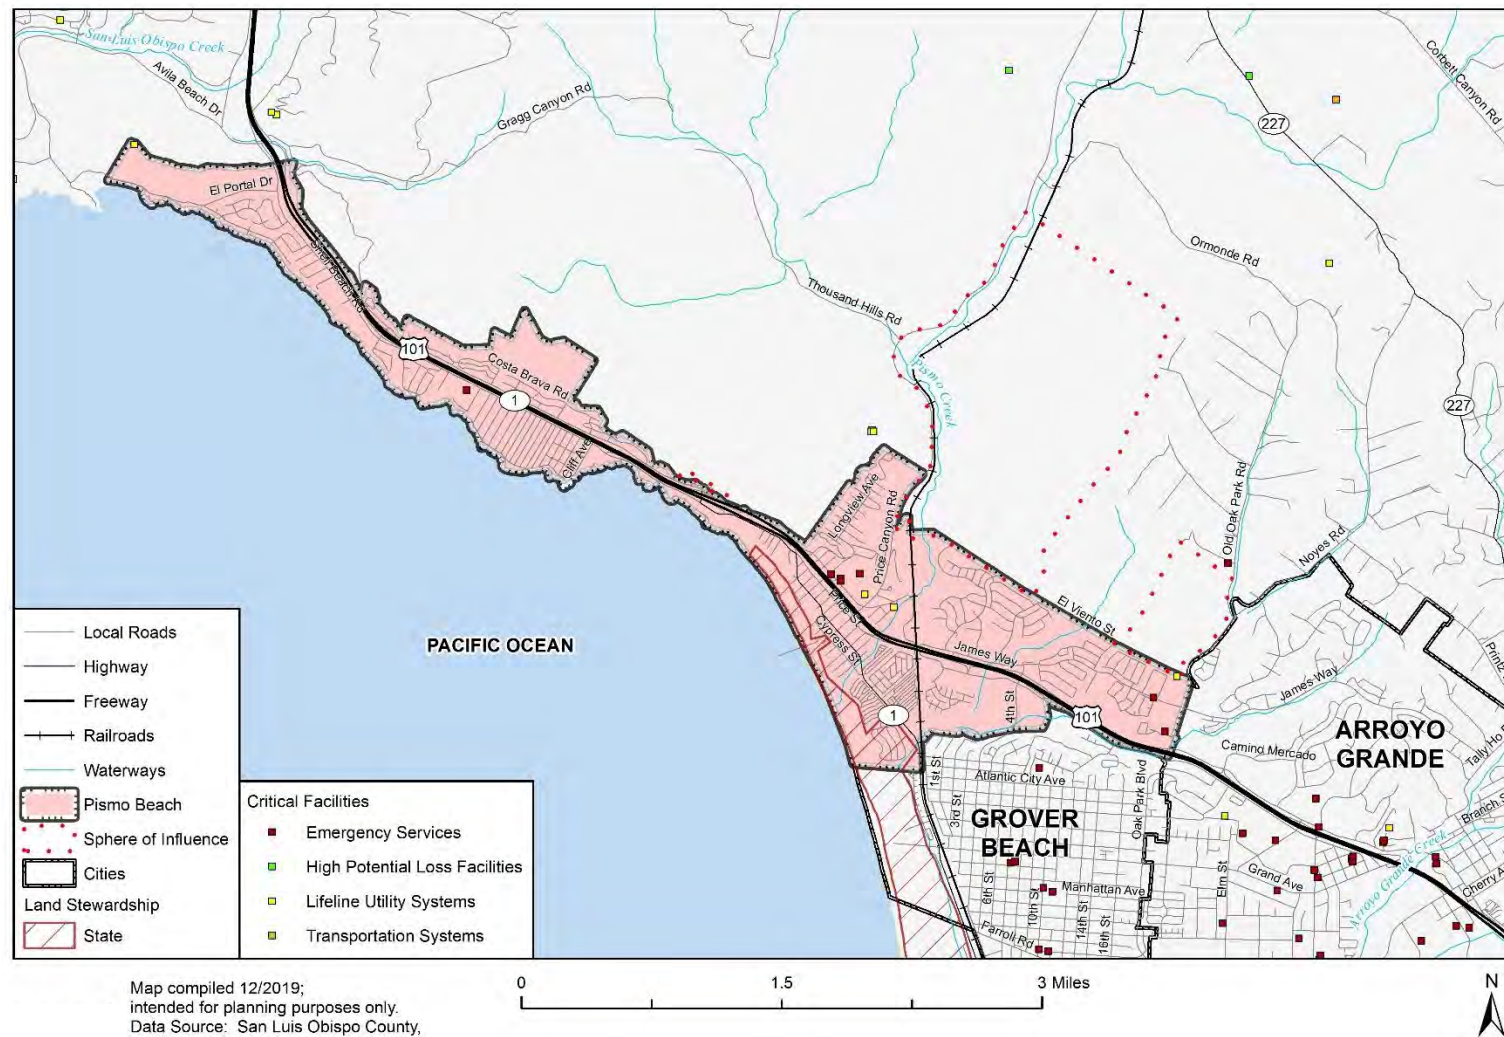 San Luis Obispo Creek
Avila Beach Dr
Gragg Canyon Rd
Corbett Canyon Rd
227
El Portal Dr
Shell Beach Rd
Ormonde Rd
Thousand Hills Rd
101
Costa Brava Rd
Pismo Creek
1
227
Cliff Ave
Longview Ave
Price Canyon Rd
Old Oak Park Rd
Noyes Rd
El Viento St
Price St
Cypress St
PACIFIC OCEAN
James Way
James Way
4th St
1
101
ARROYO
GRANDE
Camind Mercado
Tally Ho
1st St
Atlantic City Ave
Oak Park Blvd
3rd St
GROVER
BEACH
Branch S
6th St
10th St
Manhattan Ave
14th St
16th St
Farroll Rd
Elm St
Grand Ave
Arroyo Grande Creek
Cherry A
Local Roads
Highway
Freeway
Railroads
Waterways
Pismo Beach
Sphere of Influence
Cities
Land Stewardship
State
Critical Facilities
Emergency Services
High Potential Loss Facilities
Lifeline Utility Systems
Transportation Systems
Map compiled 12/2019;
intended for planning purposes only.
Data Source: San Luis Obispo County,
0 1.5 3 Miles
N